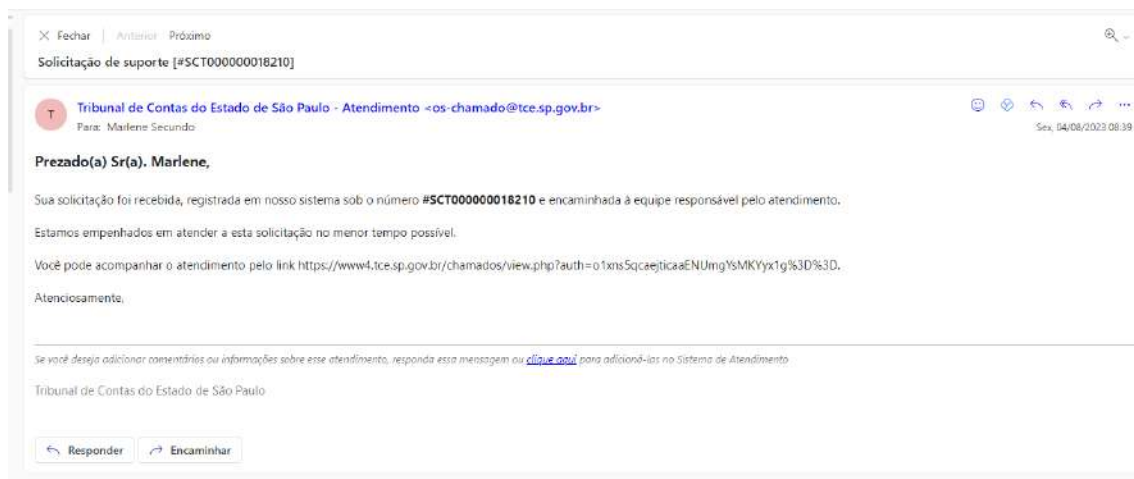 Fechar | Anterior Próximo
Solicitação de suporte [#SCT000000018210]
T
Tribunal de Contas do Estado de São Paulo - Atendimento <os-chamado@tce.sp.gov.br>
Para: Marlene Secundo
Sex, 04/08/2023 08:39
Prezado(a) Sr(a). Marlene,
Sua solicitação foi recebida, registrada em nosso sistema sob o número #SCT000000018210 e encaminhada à equipe responsável pelo atendimento.
Estamos empenhados em atender a esta solicitação no menor tempo possível.
Você pode acompanhar o atendimento pelo link https://www4.tce.sp.gov.br/chamados/view.php?auth=o1xns5qcaejticaaENUmgYsMKYyx1g%3D%3D.
Atenciosamente,
Se você deseja adicionar comentários ou informações sobre esse atendimento, responda essa mensagem ou clique aqui para adicioná-las no Sistema de Atendimento
Tribunal de Contas do Estado de São Paulo
Responder Encaminhar